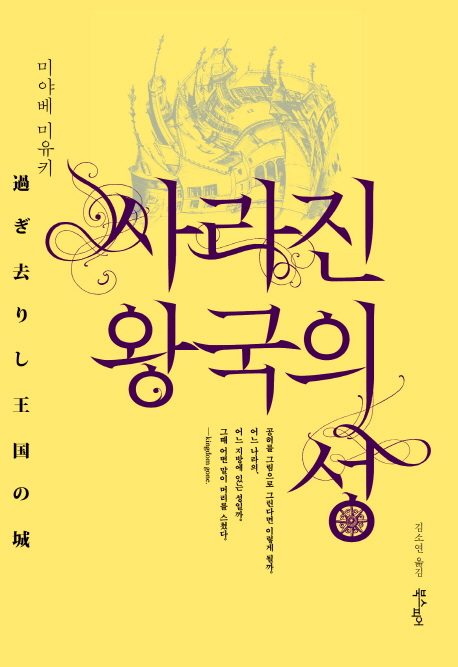 미야베 미유키
過ぎ去りし王国の城
사라진
왕국의
성
공허를 그림으로 그린다면 이렇게 될까.
어느 나라의,
어느 지방에 있는 성일까.
그때 어떤 말이 머리를 스쳤다.
—kingdom gone.
김소연 옮김
북스피어